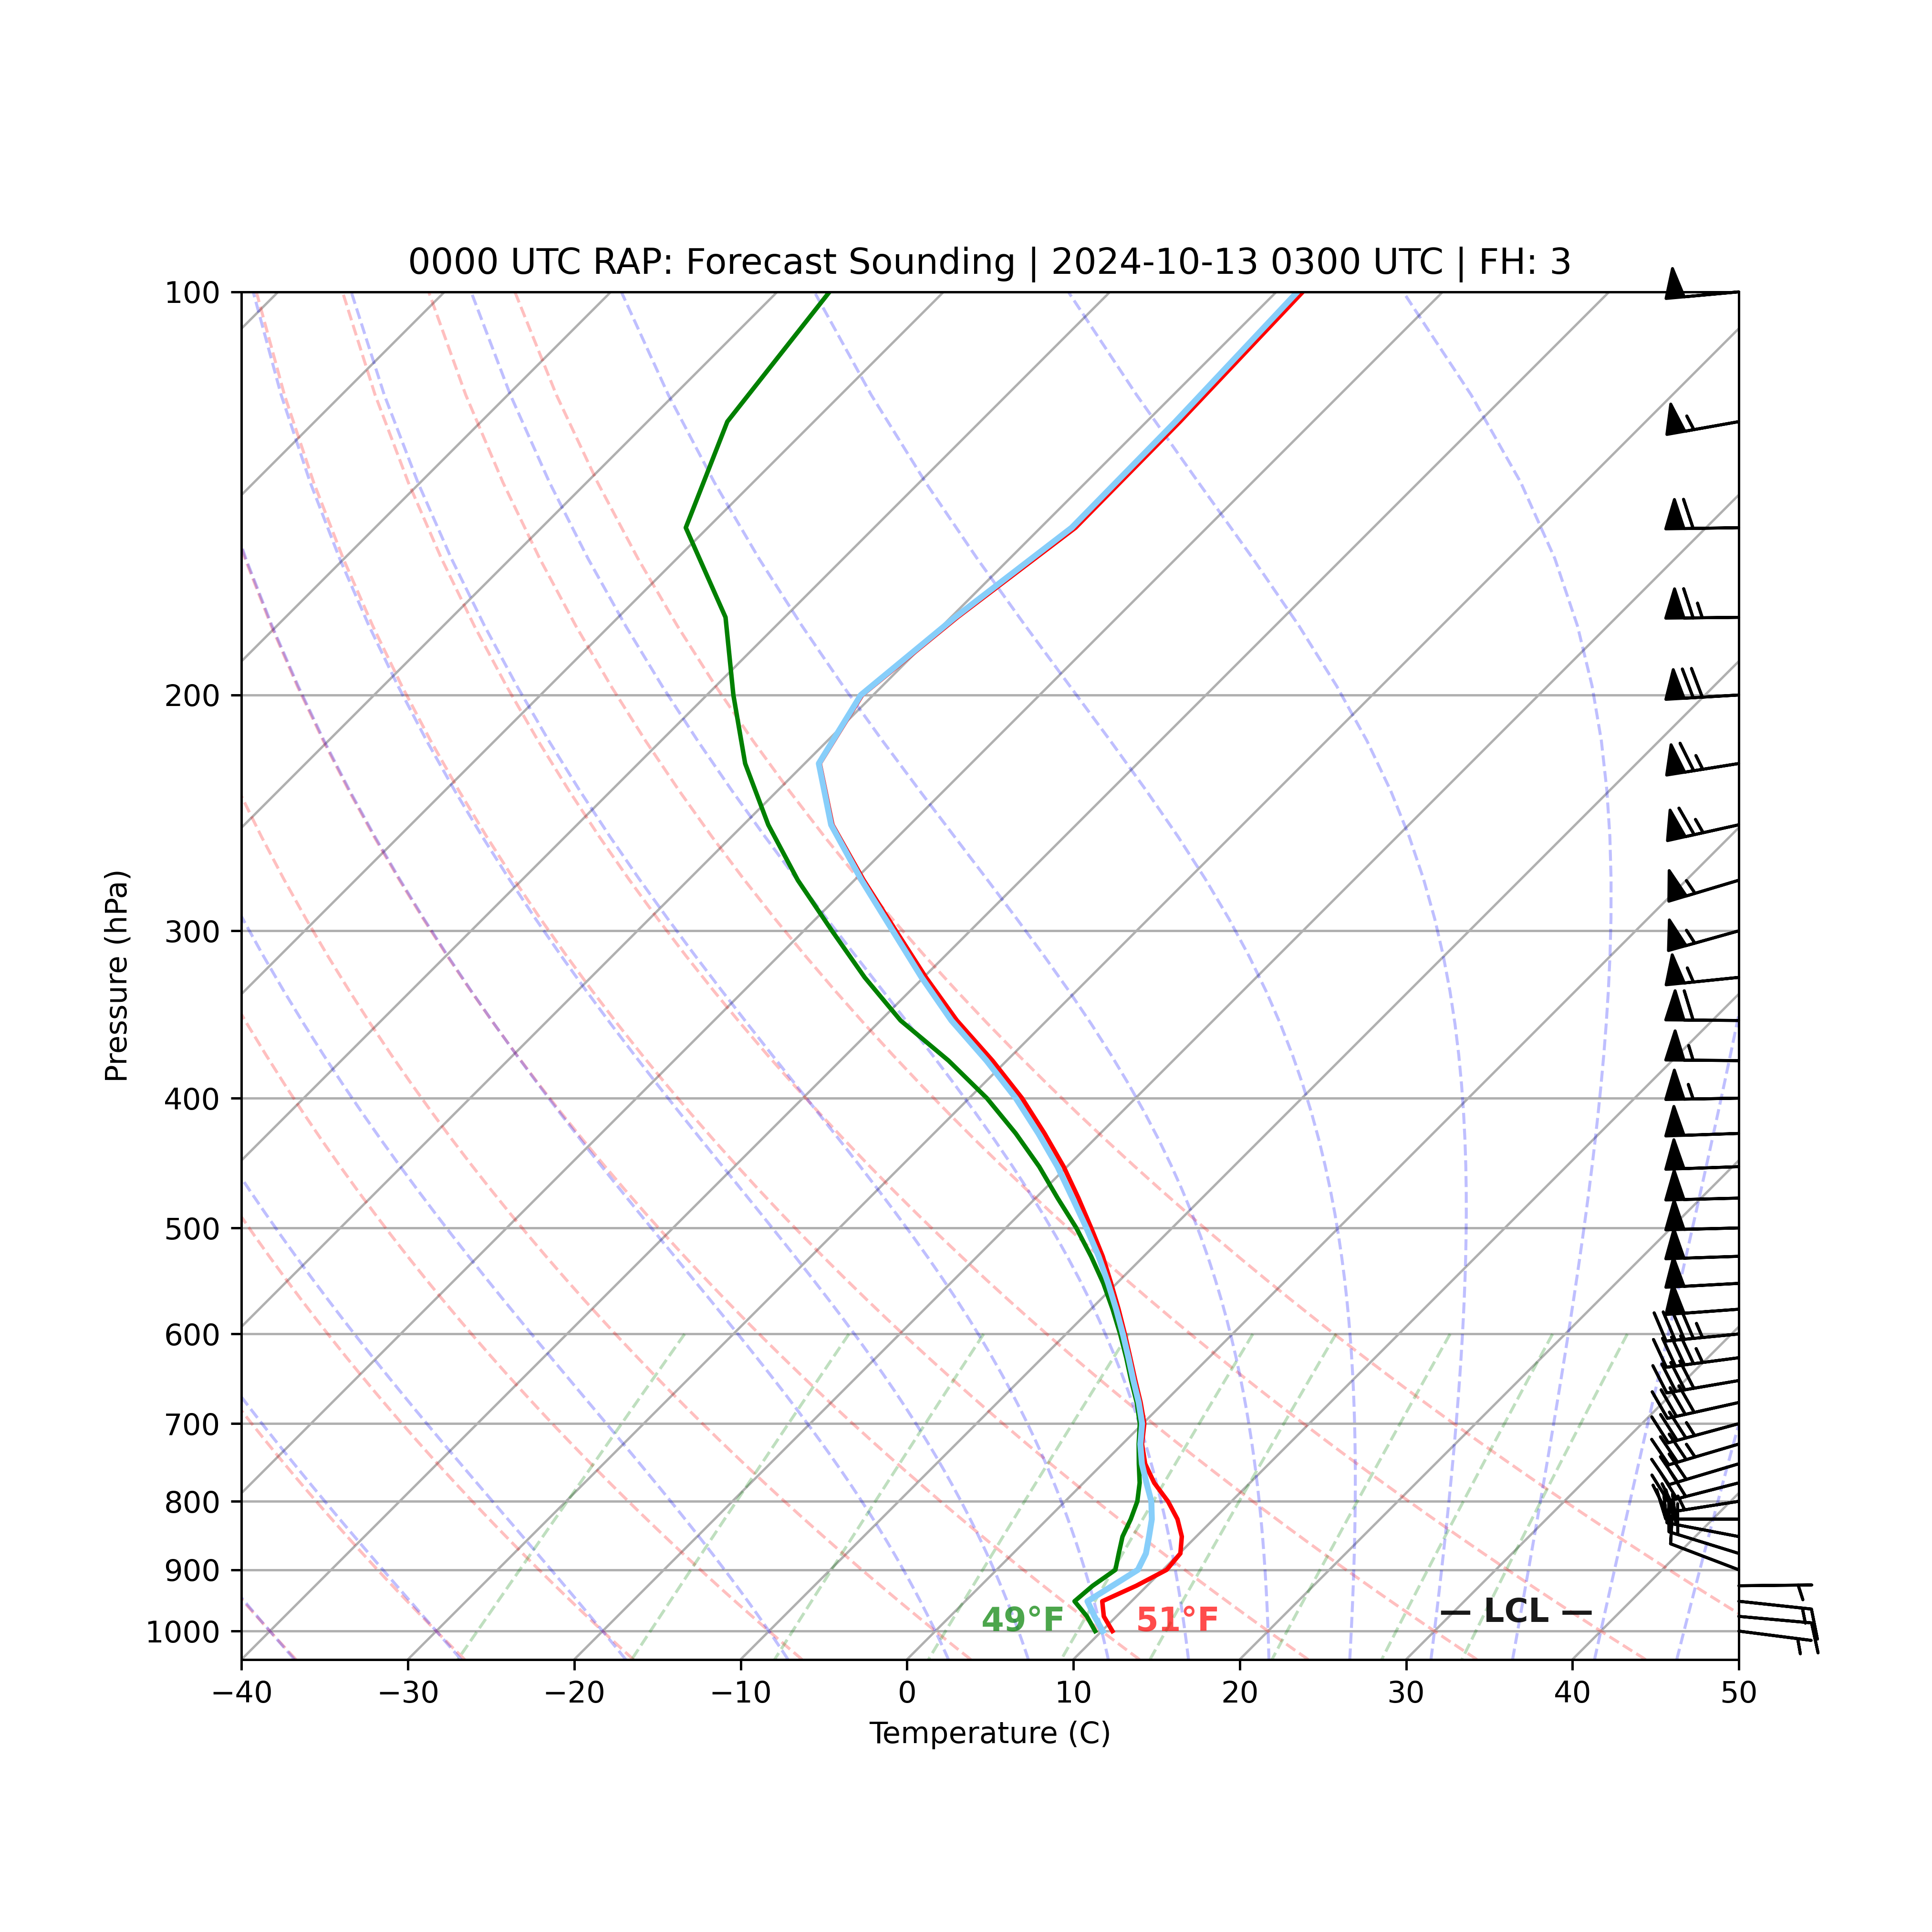 0000 UTC RAP: Forecast Sounding | 2024-10-13 0300 UTC | FH: 3
100
200
300
400
500
600
700
800
900
1000
Pressure (hPa)
49°F
51°F
— LCL —
−40 −30 −20 −10 0 10 20 30 40 50
Temperature (C)